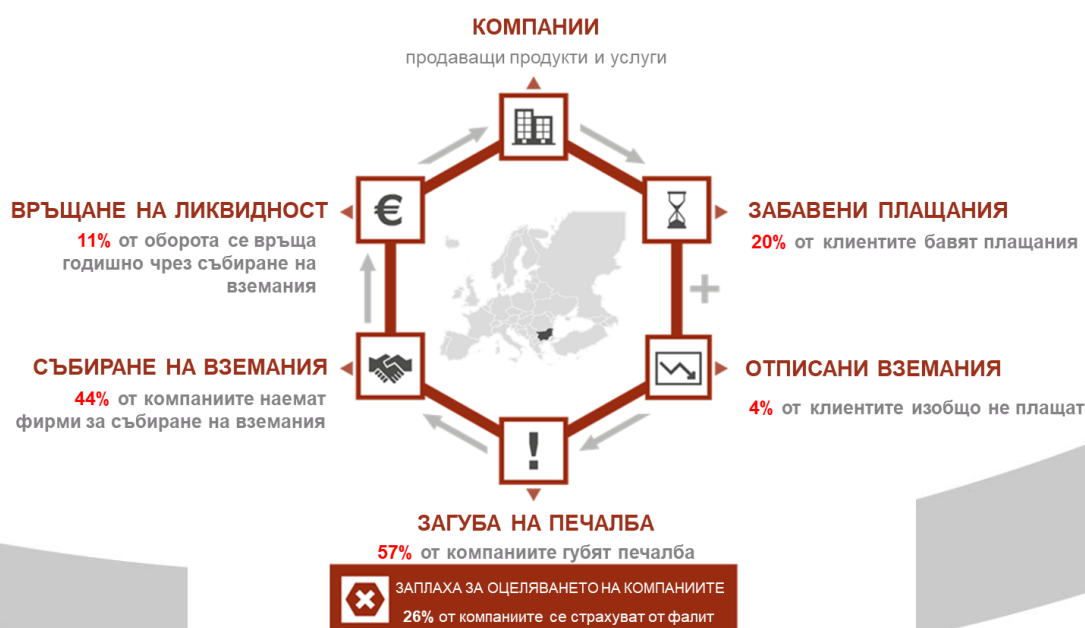 КОМПАНИИ
продаващи продукти и услуги
ВРЪЩАНЕ НА ЛИКВИДНОСТ
11% от оборота се връща
годишно чрез събиране на
вземания
€
ЗАБАВЕНИ ПЛАЩАНИЯ
20% от клиентите бавят плащания
+
СЪБИРАНЕ НА ВЗЕМАНИЯ
44% от компаниите наемат
фирми за събиране на вземания
ОТПИСАНИ ВЗЕМАНИЯ
4% от клиентите изобщо не плащат
!
ЗАГУБА НА ПЕЧАЛБА
57% от компаниите губят печалба
ЗАПЛАХА ЗА ОЦЕЛЯВАНЕТО НА КОМПАНИИТЕ
26% от компаниите се страхуват от фалит